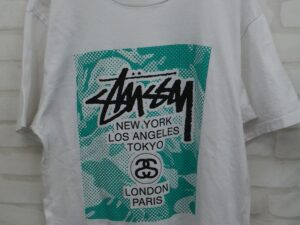 STÜSSY
NEW YORK
LOS ANGELES
TOKYO
SS
LONDON
PARIS